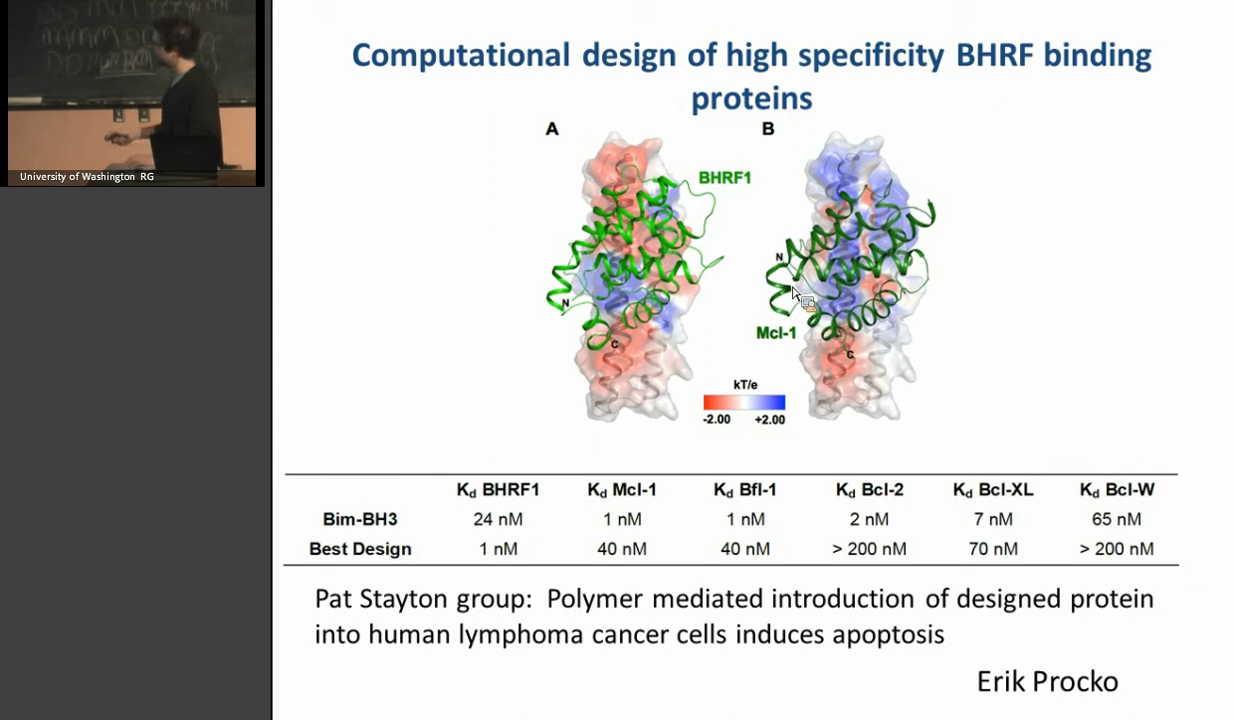 University of Washington RG
Computational design of high specificity BHRF binding
proteins
A
B
BHRF1
N
C
N
Mcl-1
C
kT/e
-2.00 +2.00
Kd BHRF1 Kd Mcl-1 Kd Bfl-1 Kd Bcl-2 Kd Bcl-XL Kd Bcl-W
Bim-BH3 24 nM 1 nM 1 nM 2 nM 7 nM 65 nM
Best Design 1 nM 40 nM 40 nM > 200 nM 70 nM > 200 nM
Pat Stayton group: Polymer mediated introduction of designed protein
into human lymphoma cancer cells induces apoptosis
Erik Procko